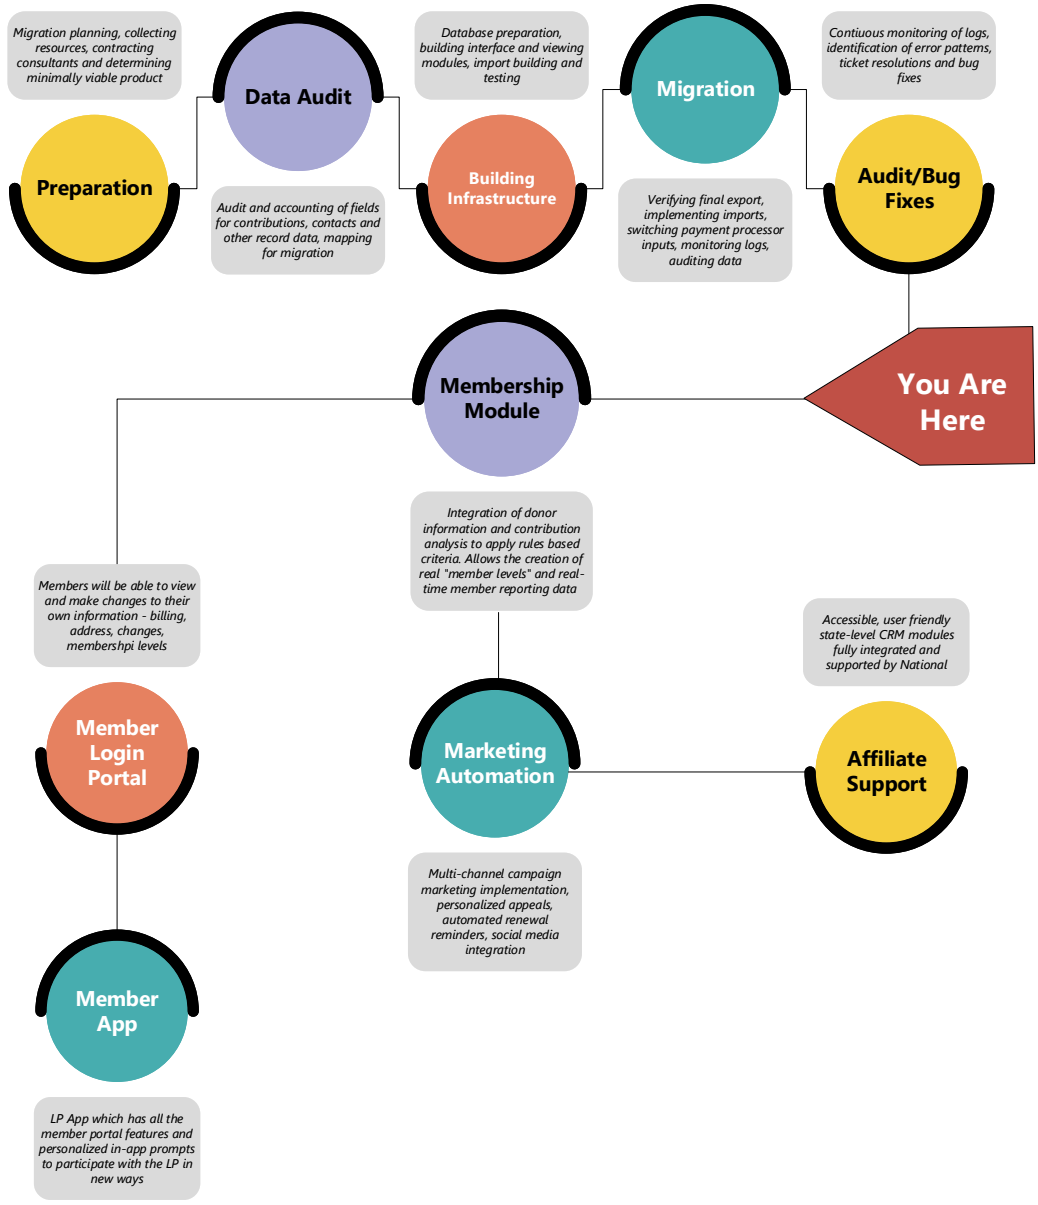 Migration planning, collecting
resources, contracting
consultants and determining
minimally viable product
Preparation
Data Audit
Audit and accounting of fields
for contributions, contacts and
other record data, mapping
for migration
Database preparation,
building interface and viewing
modules, import building and
testing
Building
Infrastructure
Migration
Verifying final export,
implementing imports,
switching payment processor
inputs, monitoring logs,
auditing data
Contiuous monitoring of logs,
identification of error patterns,
ticket resolutions and bug
fixes
Audit/Bug
Fixes
You Are
Here
Membership
Module
Integration of donor
information and contribution
analysis to apply rules based
criteria. Allows the creation of
real "member levels" and real-
time member reporting data
Members will be able to view
and make changes to their
own information - billing,
address, changes,
membershpi levels
Member
Login
Portal
Marketing
Automation
Multi-channel campaign
marketing implementation,
personalized appeals,
automated renewal
reminders, social media
integration
Accessible, user friendly
state-level CRM modules
fully integrated and
supported by National
Affiliate
Support
Member
App
LP App which has all the
member portal features and
personalized in-app prompts
to participate with the LP in
new ways